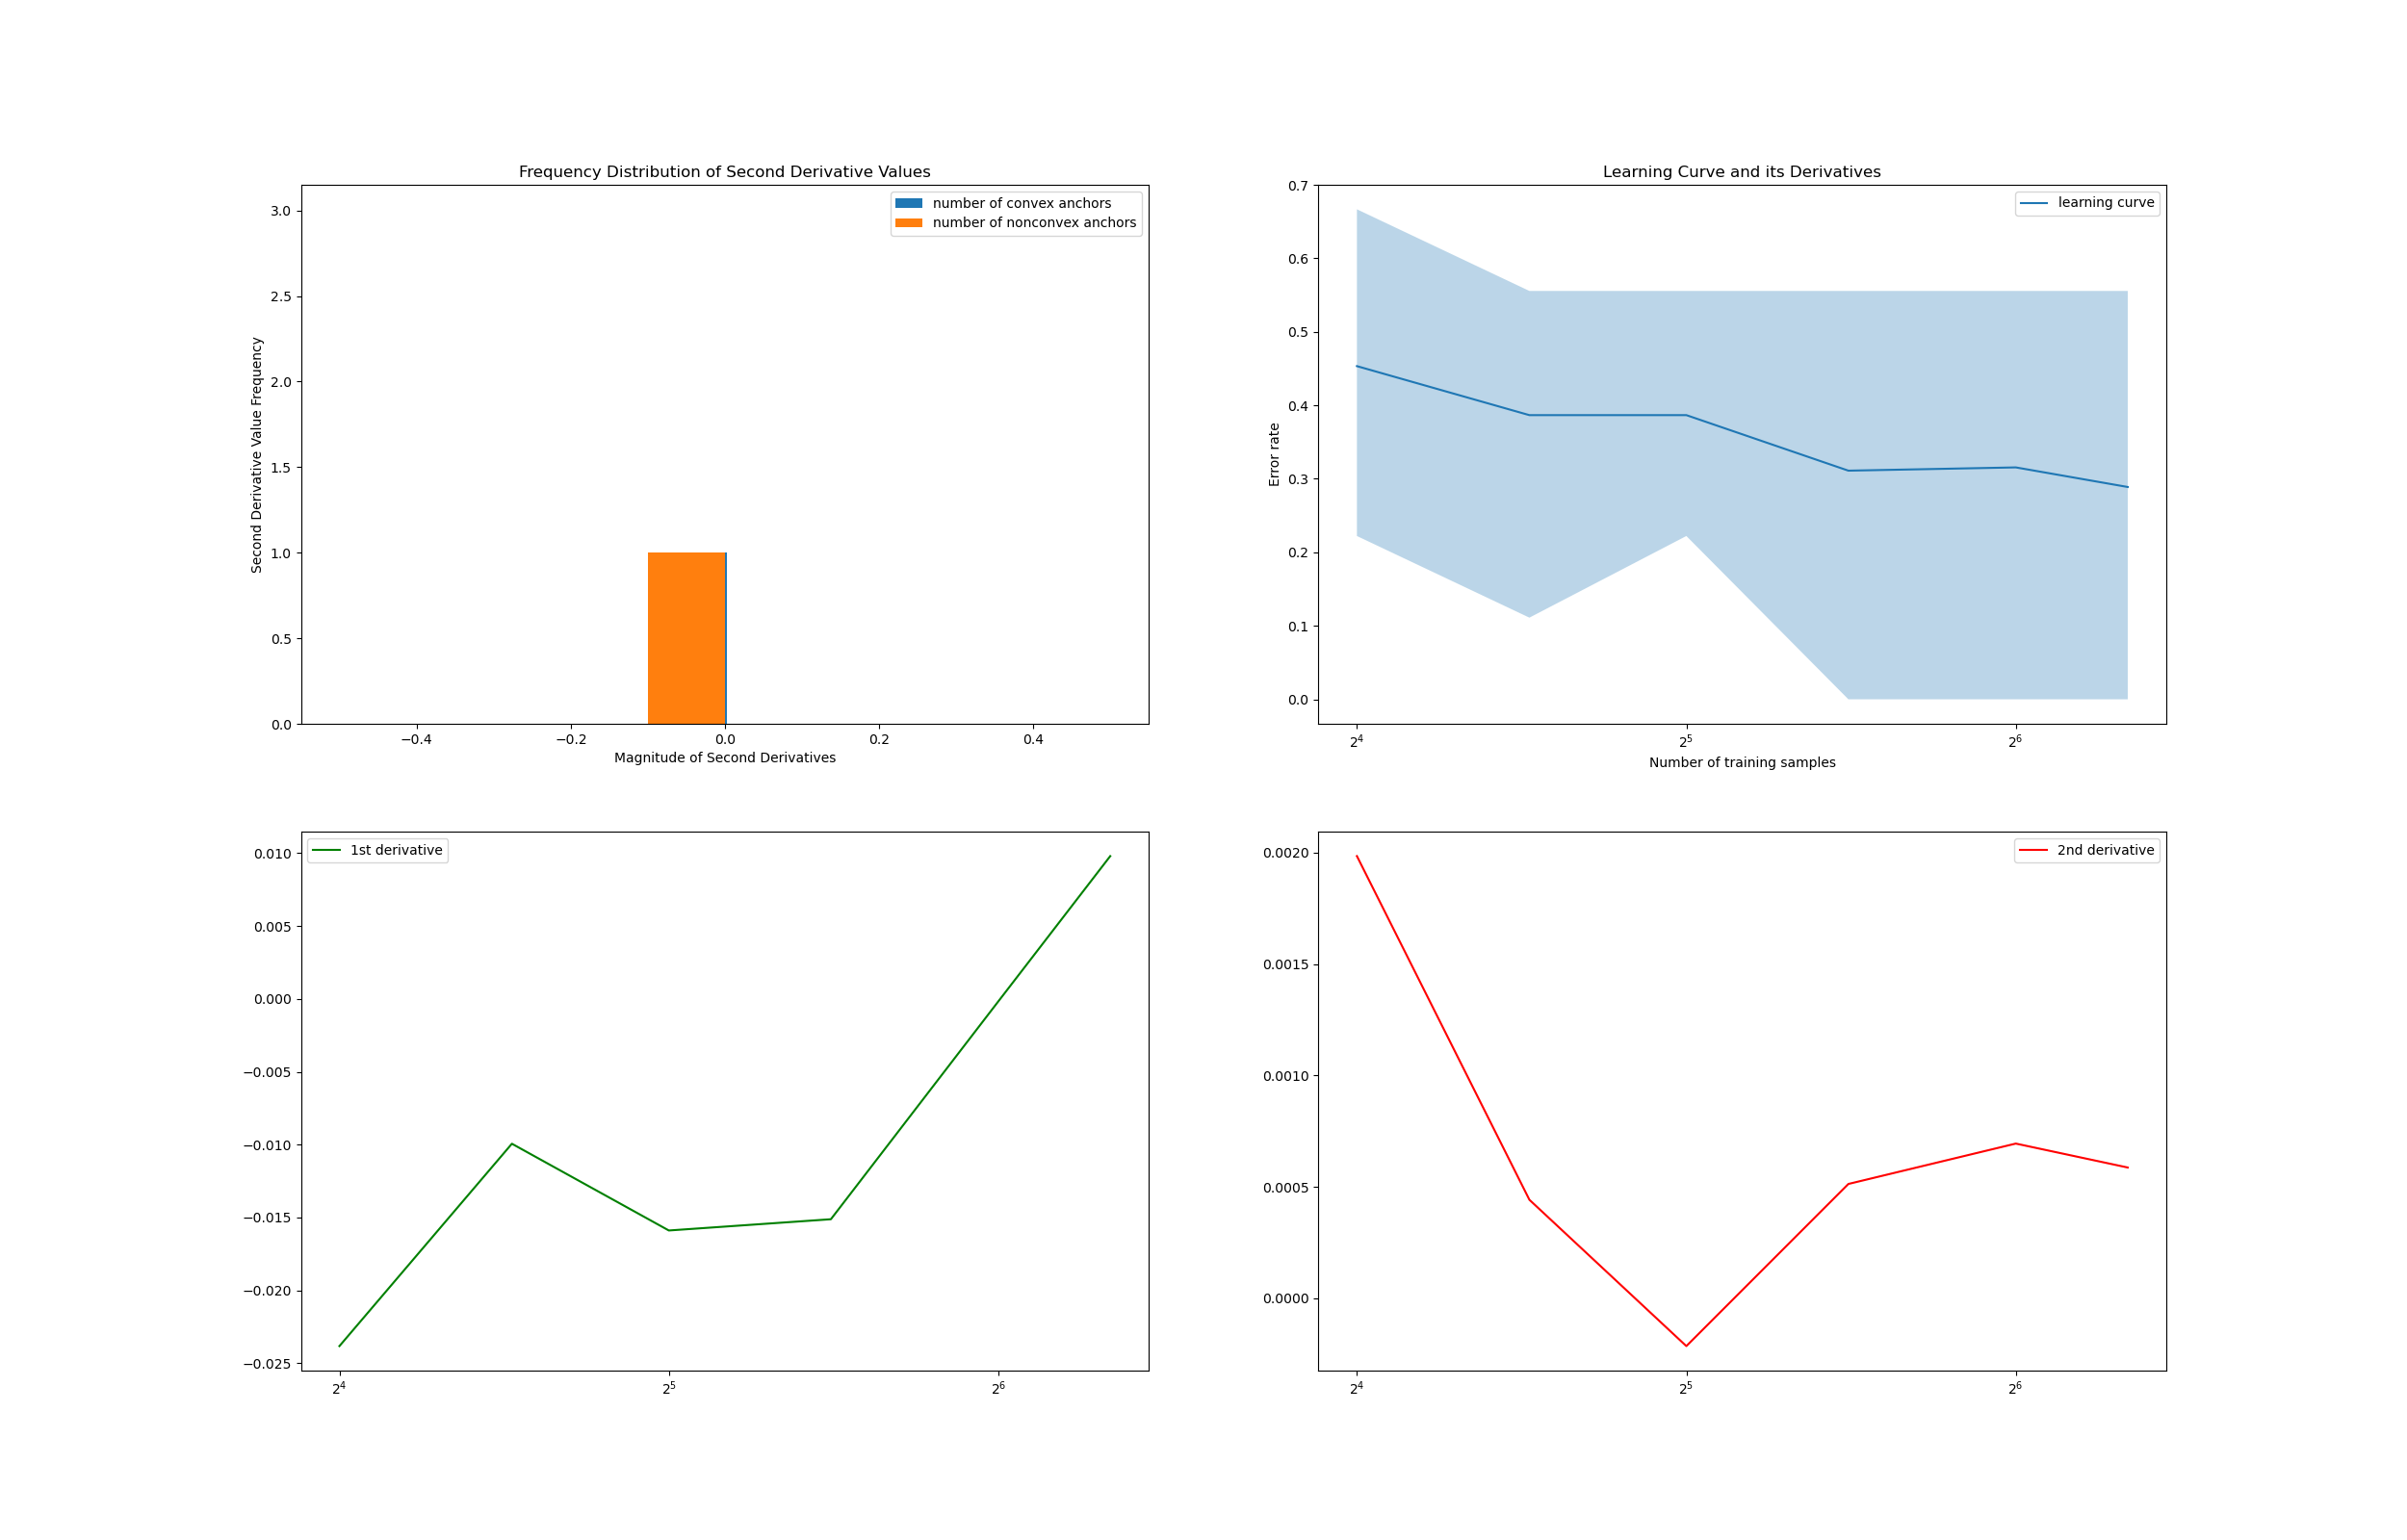 Frequency Distribution of Second Derivative Values
number of convex anchors
number of nonconvex anchors
3.0
2.5
2.0
1.5
1.0
0.5
0.0
Second Derivative Value Frequency
−0.4 −0.2 0.0 0.2 0.4
Magnitude of Second Derivatives
Learning Curve and its Derivatives
learning curve
0.7
0.6
0.5
0.4
0.3
0.2
0.1
0.0
Error rate
2⁴ 2⁵ 2⁶
Number of training samples
1st derivative
0.010
0.005
0.000
−0.005
−0.010
−0.015
−0.020
−0.025
2⁴ 2⁵ 2⁶
2nd derivative
0.0020
0.0015
0.0010
0.0005
0.0000
2⁴ 2⁵ 2⁶